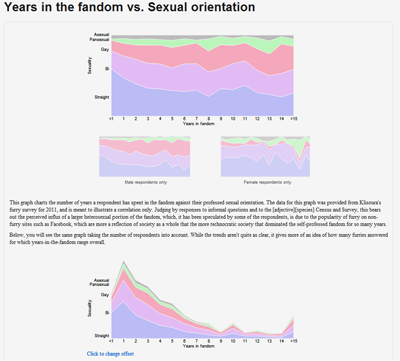 Years in the fandom vs. Sexual orientation
Asexual
Pansexual
Gay
Bi
Straight
Sexuality
<1 1 2 3 4 5 6 7 8 9 10 11 12 13 14 >15
Years in fandom
Male respondents only
Female respondents only
This graph charts the number of years a respondent has spent in the fandom against their professed sexual orientation. The data for this graph was provided from Klisoura's
furry survey for 2011, and is meant to illustrate a correlation only. Judging by responses to informal questions and to the [adjective][species] Census and Survey, this bears
out the perceived influx of a larger heterosexual portion of the fandom, which, it has been speculated by some of the respondents, is due to the popularity of furry on non-
furry sites such as Facebook, which are more a reflection of society as a whole that the more technocratic society that dominated the self-professed fandom for so many years.
Below, you will see the same graph taking the number of respondents into account. While the trends aren't quite as clear, it gives more of an idea of how many furries answered
for which years-in-the-fandom range overall.
Asexual
Pansexual
Gay
Bi
Straight
Sexuality
<1 1 2 3 4 5 6 7 8 9 10 11 12 13 14 >15
Years in fandom
Click to change offset